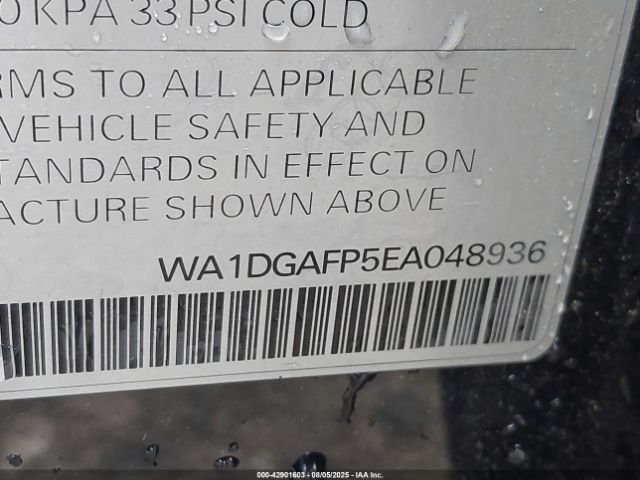 0 KPA 33 PSI COLD
RMS TO ALL APPLICABLE
VEHICLE SAFETY AND
TANDARDS IN EFFECT ON
ACTURE SHOWN ABOVE
WA1DGAFP5EA048936
000-42901603 - 08/05/2025 - IAA Inc.